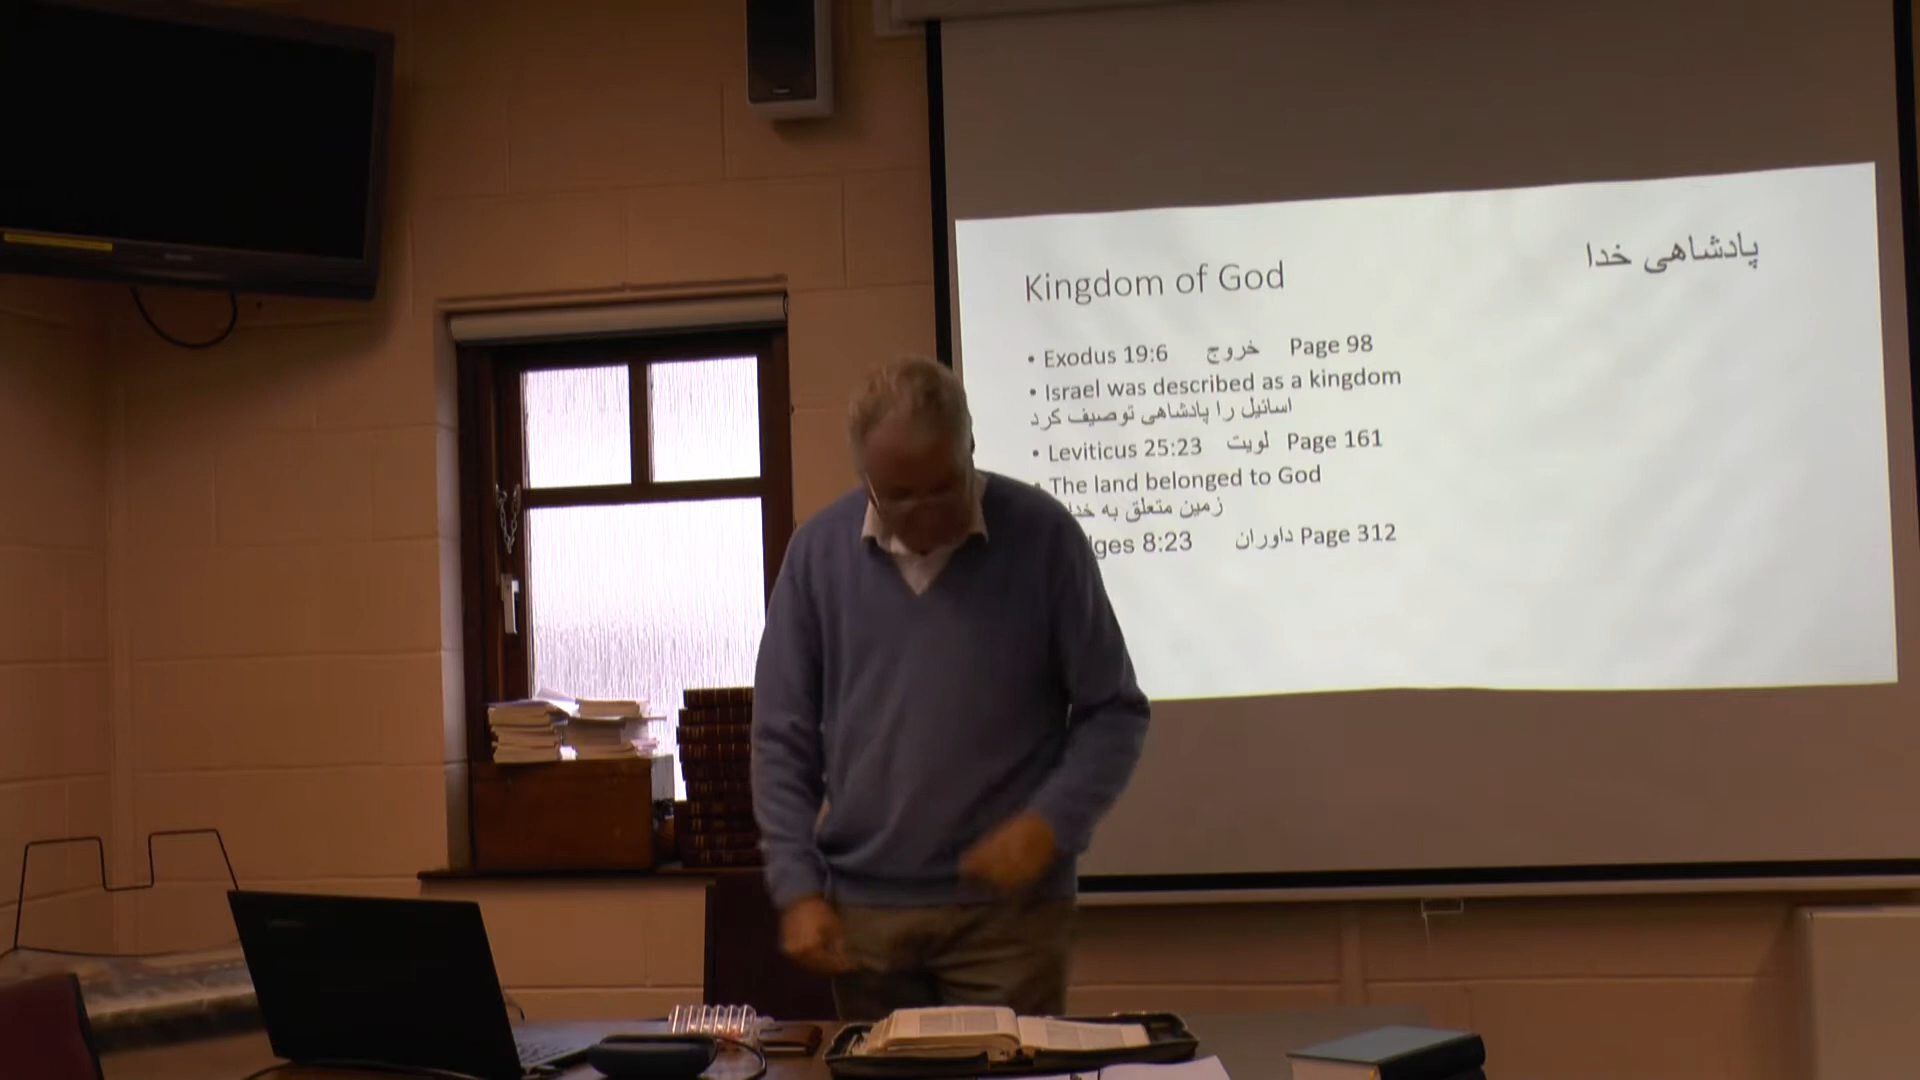 Kingdom of God
پادشاهی خدا
• Exodus 19:6 خروج Page 98
• Israel was described as a kingdom
اسائیل را پادشاهی توصیف کرد
• Leviticus 25:23 لویت Page 161
• The land belonged to God
زمین متعلق به خدا
dges 8:23 داوران Page 312